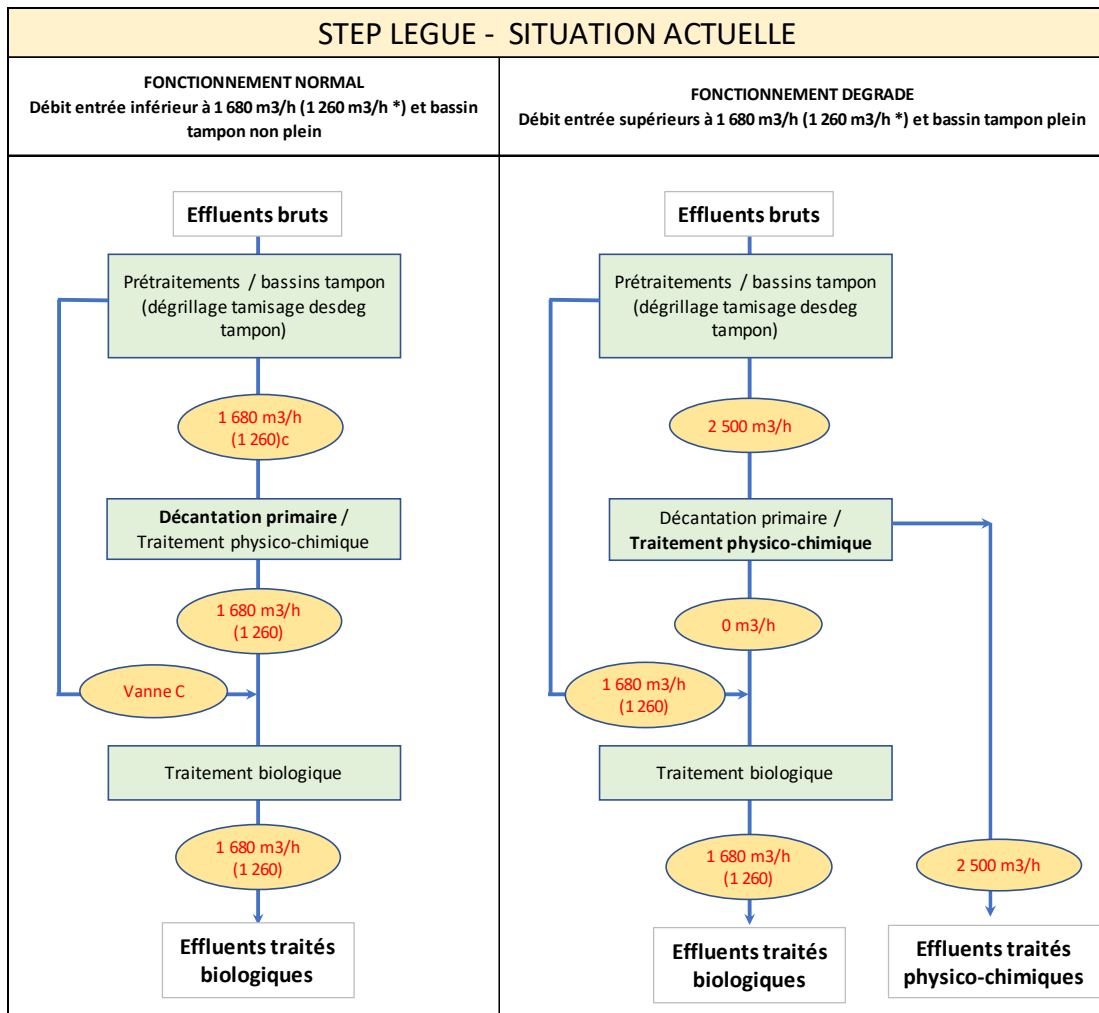 STEP LEGUE - SITUATION ACTUELLE
FONCTIONNEMENT NORMAL
Débit entrée inférieur à 1 680 m3/h (1 260 m3/h *) et bassin
tampon non plein
FONCTIONNEMENT DEGRADE
Débit entrée supérieurs à 1 680 m3/h (1 260 m3/h *) et bassin tampon plein
Effluents bruts
Prétraitements / bassins tampon
(dégrillage tamisage desdeg
tampon)
1 680 m3/h
(1 260)c
Décantation primaire /
Traitement physico-chimique
1 680 m3/h
(1 260)
Vanne C
Traitement biologique
1 680 m3/h
(1 260)
Effluents traités
biologiques
Effluents bruts
Prétraitements / bassins tampon
(dégrillage tamisage desdeg
tampon)
2 500 m3/h
Décantation primaire /
Traitement physico-chimique
0 m3/h
1 680 m3/h
(1 260)
Traitement biologique
1 680 m3/h
(1 260)
2 500 m3/h
Effluents traités
biologiques
Effluents traités
physico-chimiques